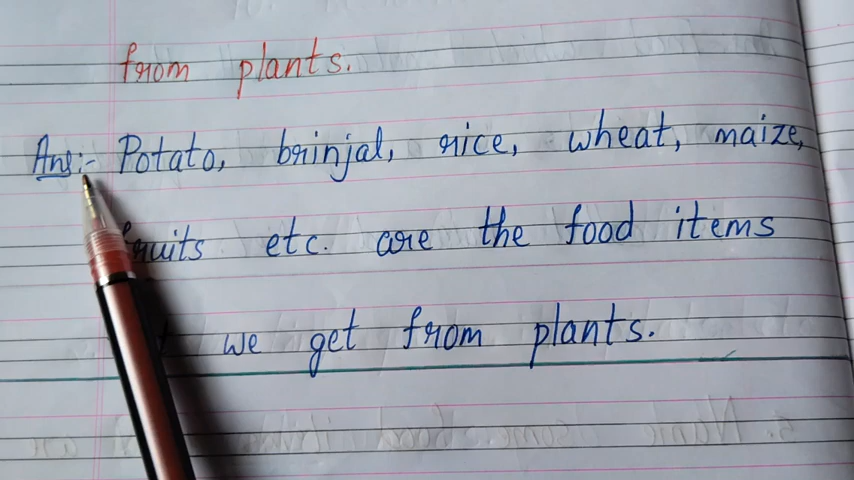 from plants.
Ans:- Potato, brinjal, rice, wheat, maize,
fruits etc. are the food items
we get from plants.